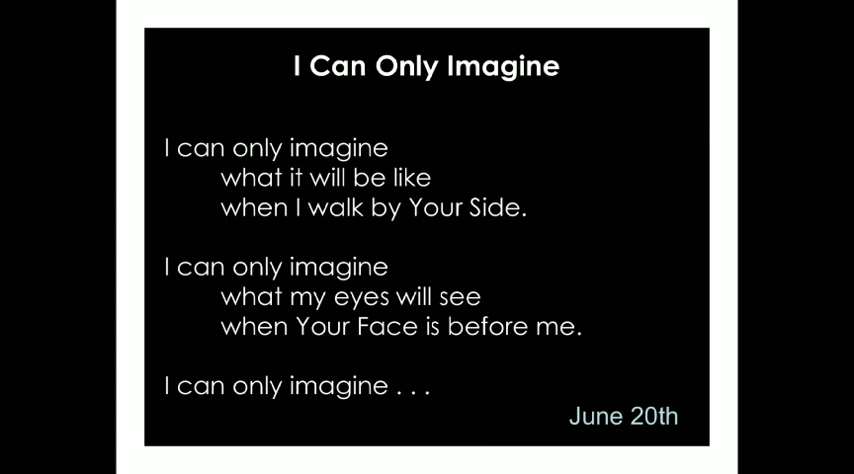 I Can Only Imagine
I can only imagine
what it will be like
when I walk by Your Side.
I can only imagine
what my eyes will see
when Your Face is before me.
I can only imagine . . .
June 20th